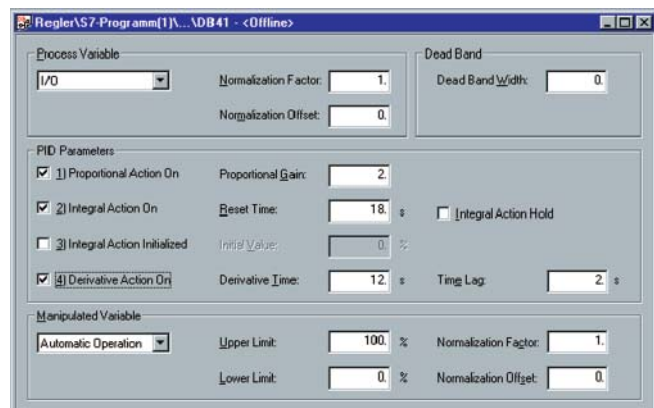 Regler\S7-Programm(1)\...\DB41 - <Offline>
Process Variable
I/O
Normalization Factor: 1.
Normalization Offset: 0.
Dead Band
Dead Band Width: 0.
PID Parameters
1) Proportional Action On Proportional Gain: 2.
2) Integral Action On Reset Time: 18. s Integral Action Hold
3) Integral Action Initialized Initial Value: 0. %
4) Derivative Action On Derivative Time: 12. s Time Lag: 2. s
Manipulated Variable
Automatic Operation Upper Limit: 100. % Normalization Factor: 1.
Lower Limit: 0. % Normalization Offset: 0.